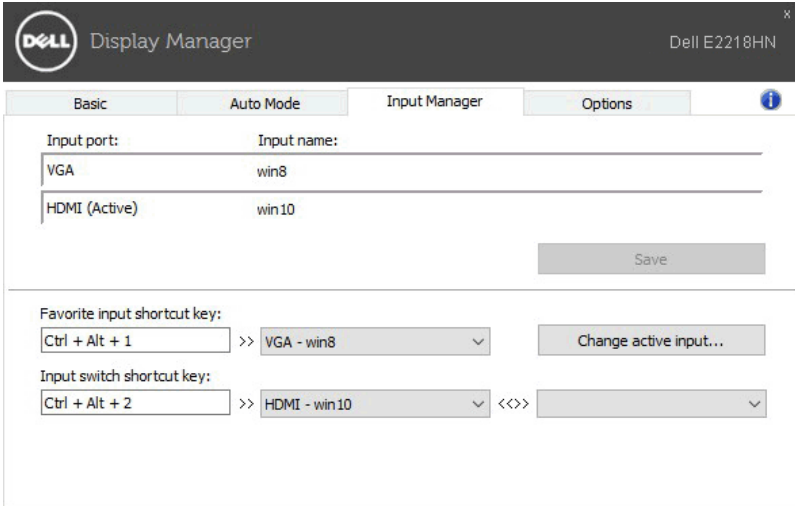 x
DELL Display Manager Dell E2218HN
Basic Auto Mode Input Manager Options i
Input port: Input name:
VGA win8
HDMI (Active) win10
Save
Favorite input shortcut key:
Ctrl + Alt + 1 >> VGA - win8 Change active input...
Input switch shortcut key:
Ctrl + Alt + 2 >> HDMI - win10 <<>>